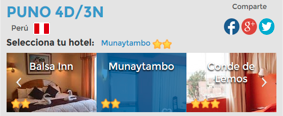 Comparte
PUNO 4D/3N
Perú
Selecciona tu hotel: Munaytambo
Balsa Inn
Munaytambo
Conde de
Lemos